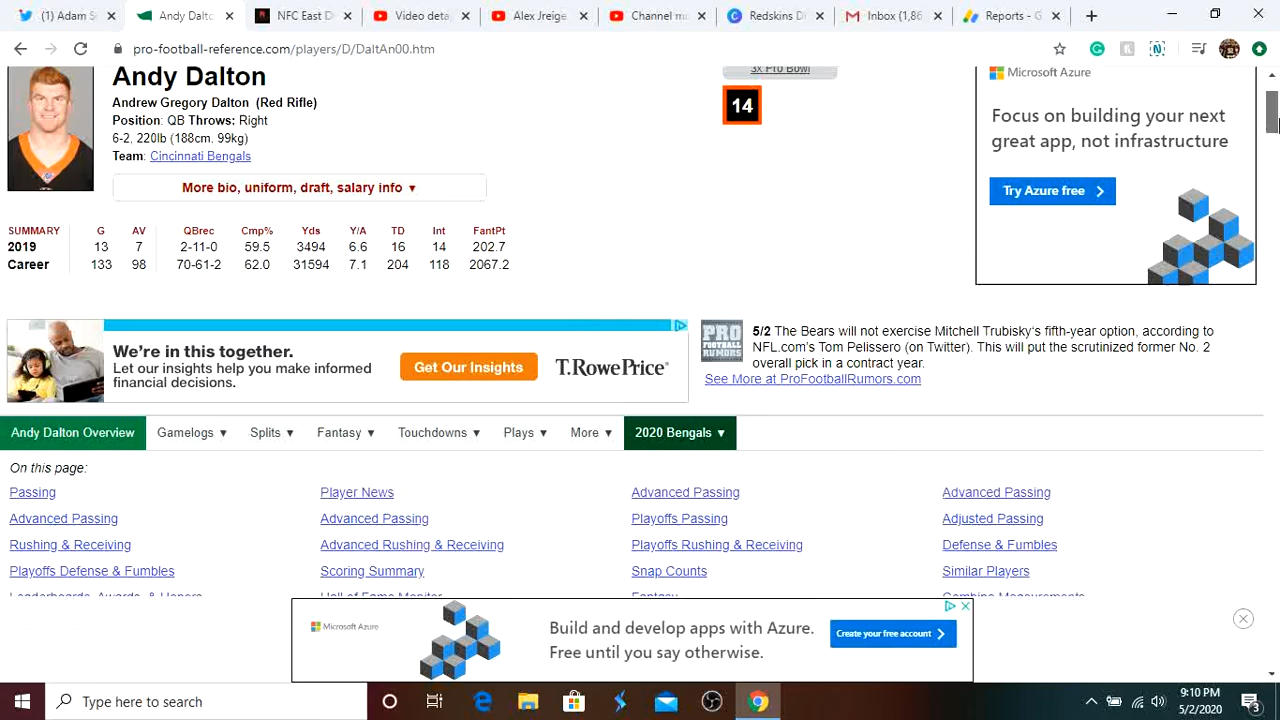 (1) Adam S
Andy Dalto
NFC East D
Video deta
Alex Jreige
Channel m
Redskins D
Inbox (1,86
Reports - G
pro-football-reference.com/players/D/DaltAn00.htm
Andy Dalton
Andrew Gregory Dalton (Red Rifle)
Position: QB Throws: Right
6-2, 220lb (188cm, 99kg)
Team: Cincinnati Bengals
More bio, uniform, draft, salary info ▼
3x Pro Bowl
14
Microsoft Azure
Focus on building your next
great app, not infrastructure
Try Azure free
SUMMARY G AV QBrec Cmp% Yds Y/A TD Int FantPt
2019 13 7 2-11-0 59.5 3494 6.6 16 14 202.7
Career 133 98 70-61-2 62.0 31594 7.1 204 118 2067.2
We're in this together.
Let our insights help you make informed
financial decisions.
Get Our Insights
T.RowePrice
PRO
FOOTBALL
RUMORS
5/2 The Bears will not exercise Mitchell Trubisky's fifth-year option, according to
NFL.com's Tom Pelissero (on Twitter). This will put the scrutinized former No. 2
overall pick in a contract year.
See More at ProFootballRumors.com
Andy Dalton Overview Gamelogs ▼ Splits ▼ Fantasy ▼ Touchdowns ▼ Plays ▼ More ▼ 2020 Bengals ▼
On this page:
Passing Player News Advanced Passing Advanced Passing
Advanced Passing Advanced Passing Playoffs Passing Adjusted Passing
Rushing & Receiving Advanced Rushing & Receiving Playoffs Rushing & Receiving Defense & Fumbles
Playoffs Defense & Fumbles Scoring Summary Snap Counts Similar Players
Leaderboards, Awards, & Honors Hall of Fame Monitor Fantasy Combine Measurements
Microsoft Azure
Build and develop apps with Azure.
Free until you say otherwise.
Create your free account
Type here to search
9:10 PM
5/2/2020
3